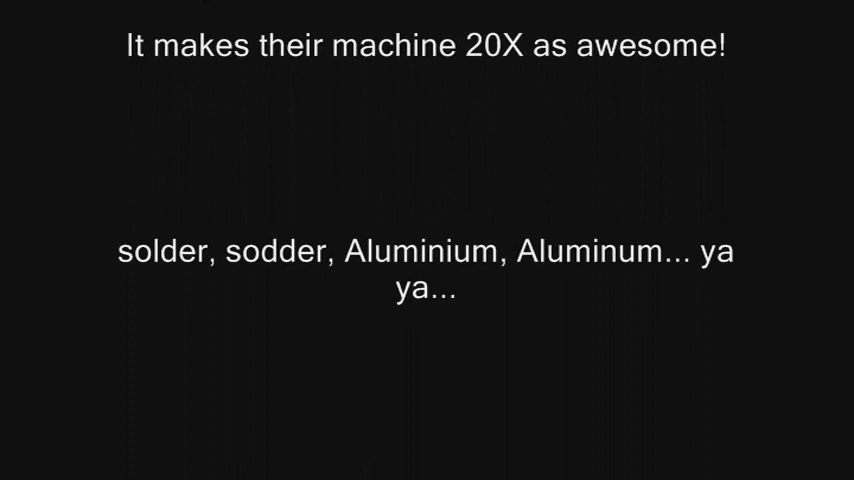 It makes their machine 20X as awesome!
solder, sodder, Aluminium, Aluminum... ya
ya...